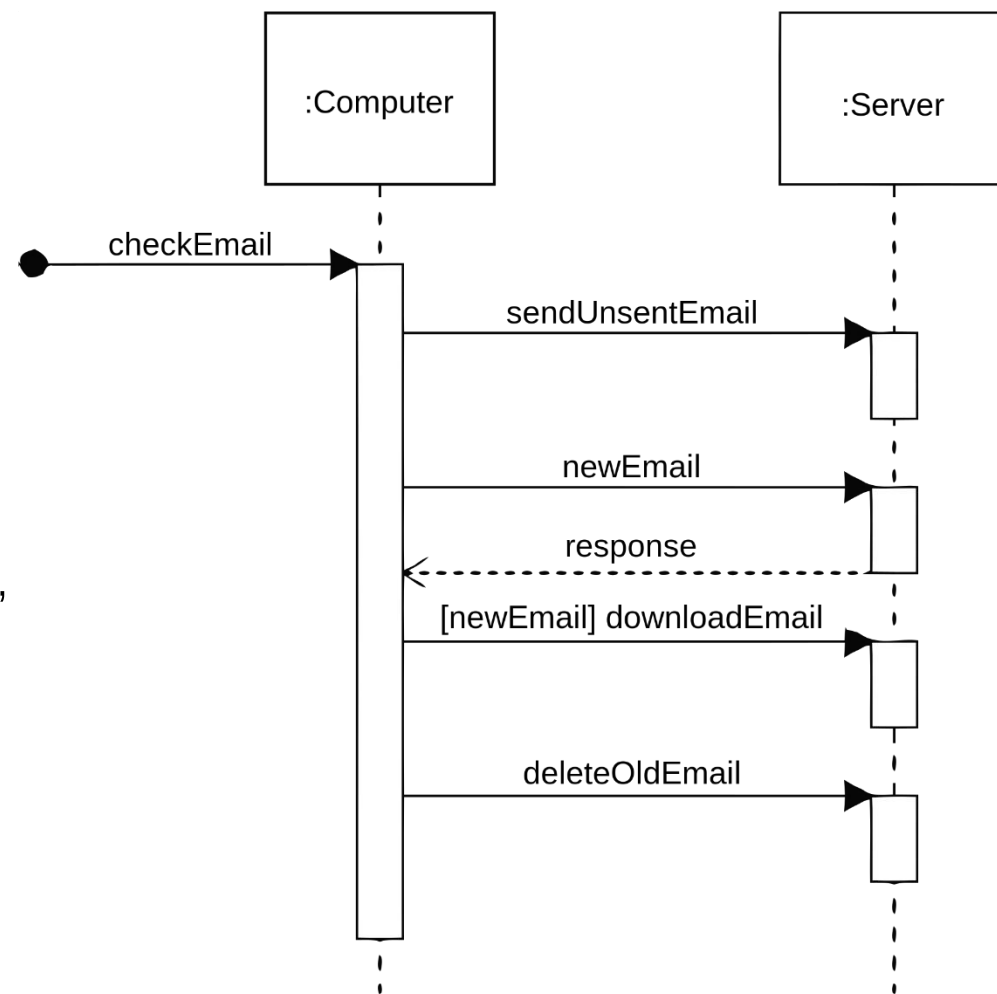 :Computer
:Server
checkEmail
sendUnsentEmail
newEmail
response
,
[newEmail] downloadEmail
deleteOldEmail